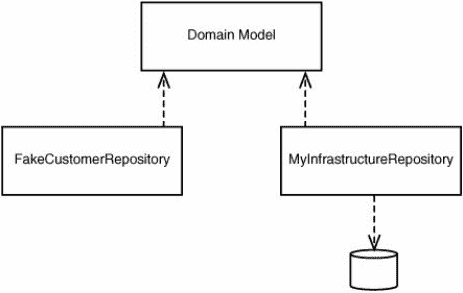 Domain Model
FakeCustomerRepository
MyInfrastructureRepository